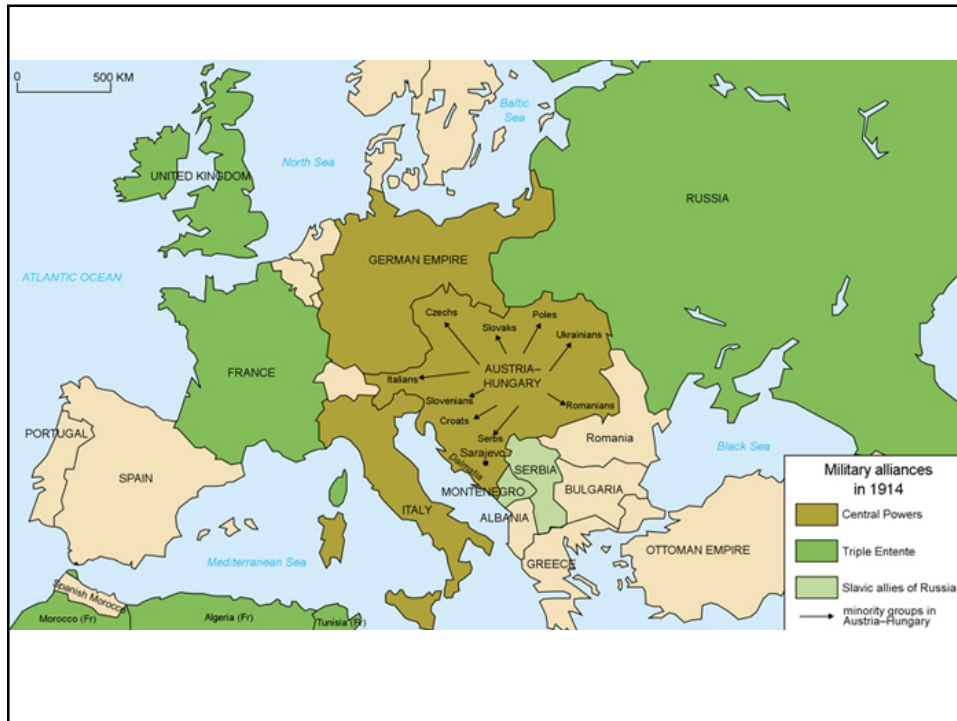 0
500 KM
Baltic
Sea
North Sea
UNITED KINGDOM
RUSSIA
ATLANTIC OCEAN
GERMAN EMPIRE
Czechs
Slovaks
Poles
Ukrainians
FRANCE
Italians
AUSTRIA–
HUNGARY
Slovenians
Croats
Serbs
Romanians
Sarajevo
Dalmatia
PORTUGAL
SPAIN
Romania
Black Sea
SERBIA
MONTENEGRO
BULGARIA
ITALY
ALBANIA
GREECE
OTTOMAN EMPIRE
Mediterranean Sea
Spanish Morocco
Morocco (Fr)
Algeria (Fr)
Tunisia (Fr)
Military alliances
in 1914
Central Powers
Triple Entente
Slavic allies of Russia
minority groups in
Austria–Hungary